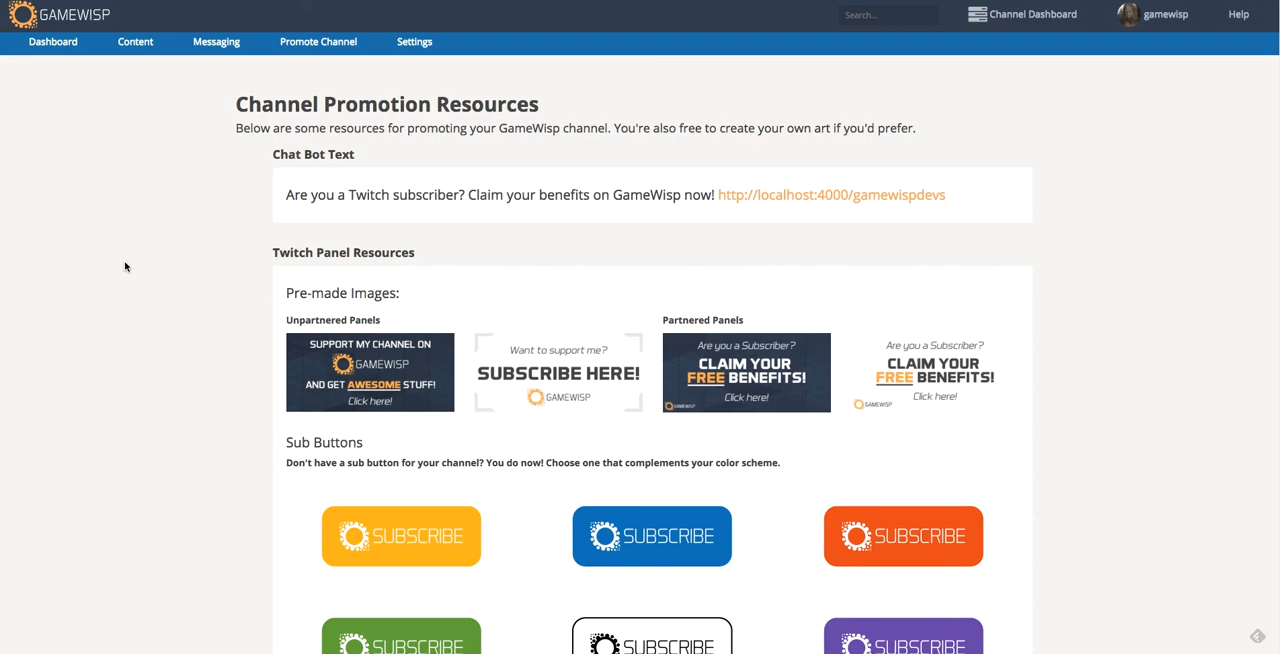 GAMEWISP
Search...
Channel Dashboard
gamewisp
Help
Dashboard
Content
Messaging
Promote Channel
Settings
Channel Promotion Resources
Below are some resources for promoting your GameWisp channel. You're also free to create your own art if you'd prefer.
Chat Bot Text
Are you a Twitch subscriber? Claim your benefits on GameWisp now! http://localhost:4000/gamewispdevs
Twitch Panel Resources
Pre-made Images:
Unpartnered Panels
Partnered Panels
SUPPORT MY CHANNEL ON
GAMEWISP
AND GET AWESOME STUFF!
Click here!
Want to support me?
SUBSCRIBE HERE!
GAMEWISP
Are you a Subscriber?
CLAIM YOUR
FREE BENEFITS!
Click here!
GAMEWISP
Are you a Subscriber?
CLAIM YOUR
FREE BENEFITS!
Click here!
GAMEWISP
Sub Buttons
Don't have a sub button for your channel? You do now! Choose one that complements your color scheme.
SUBSCRIBE
SUBSCRIBE
SUBSCRIBE
SUBSCRIBE
SUBSCRIBE
SUBSCRIBE